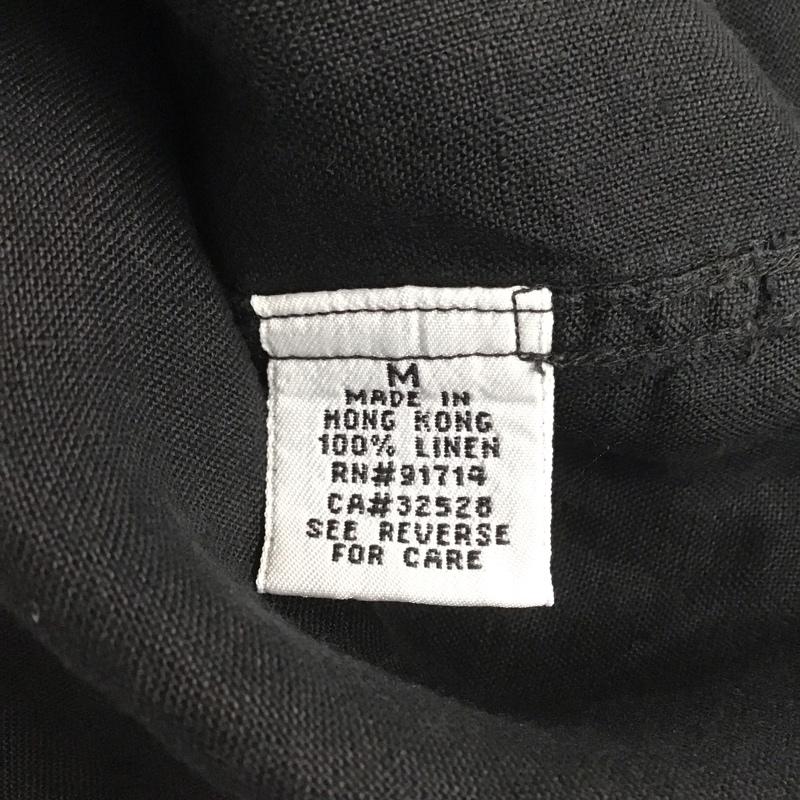 M
MADE IN
HONG KONG
100% LINEN
RN#91714
CA#32528
SEE REVERSE
FOR CARE